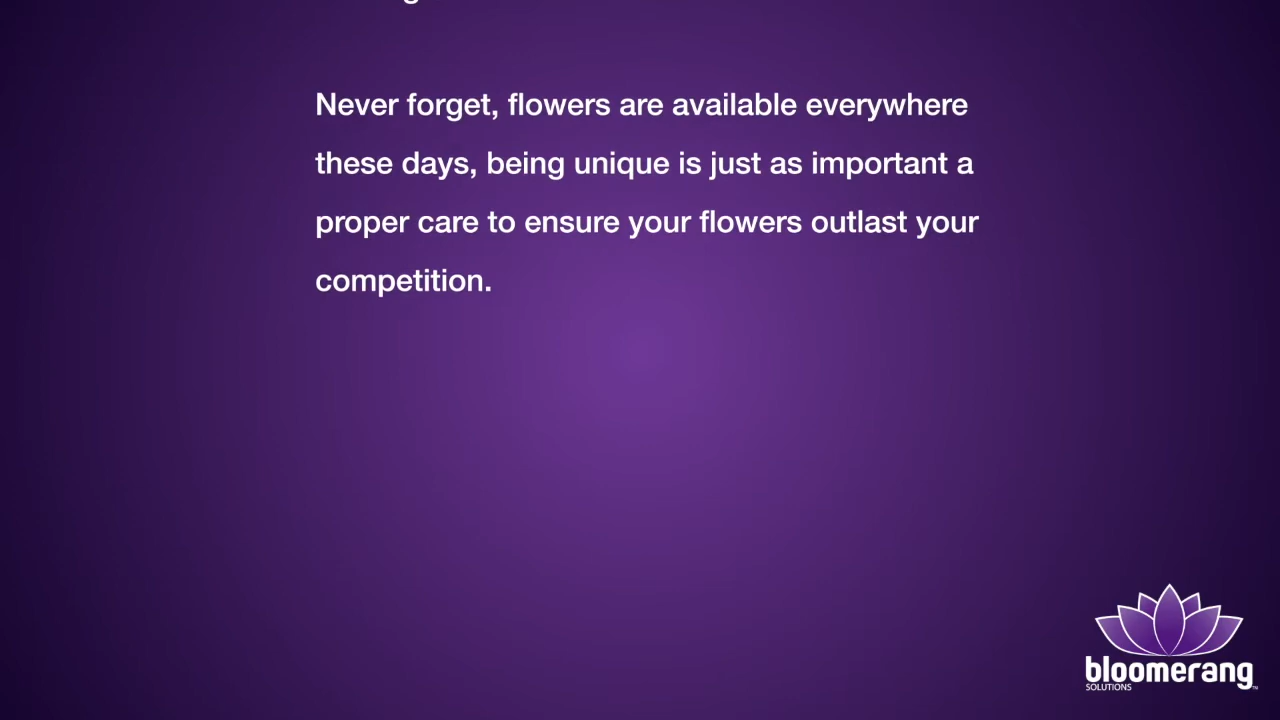 Never forget, flowers are available everywhere
these days, being unique is just as important a
proper care to ensure your flowers outlast your
competition.
bloomerang
SOLUTIONS